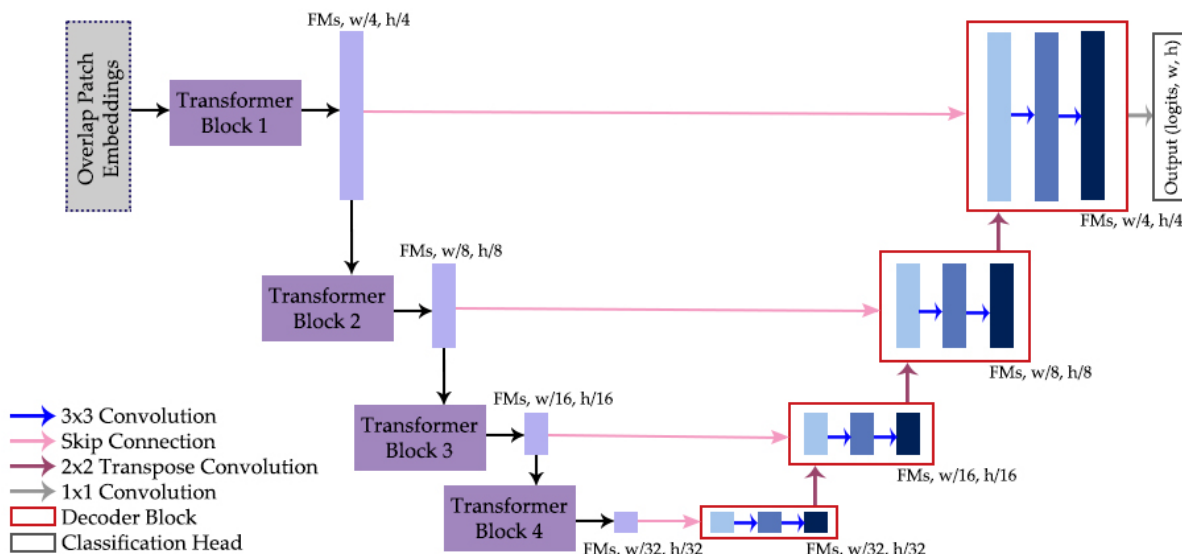 FMs, w/4, h/4
Overlap Patch
Embeddings
Transformer
Block 1
Output (logits, w, h)
FMs, w/4, h/4
FMs, w/8, h/8
Transformer
Block 2
FMs, w/8, h/8
FMs, w/16, h/16
Transformer
Block 3
FMs, w/16, h/16
Transformer
Block 4
FMs, w/32, h/32
FMs, w/32, h/32
3x3 Convolution
Skip Connection
2x2 Transpose Convolution
1x1 Convolution
Decoder Block
Classification Head